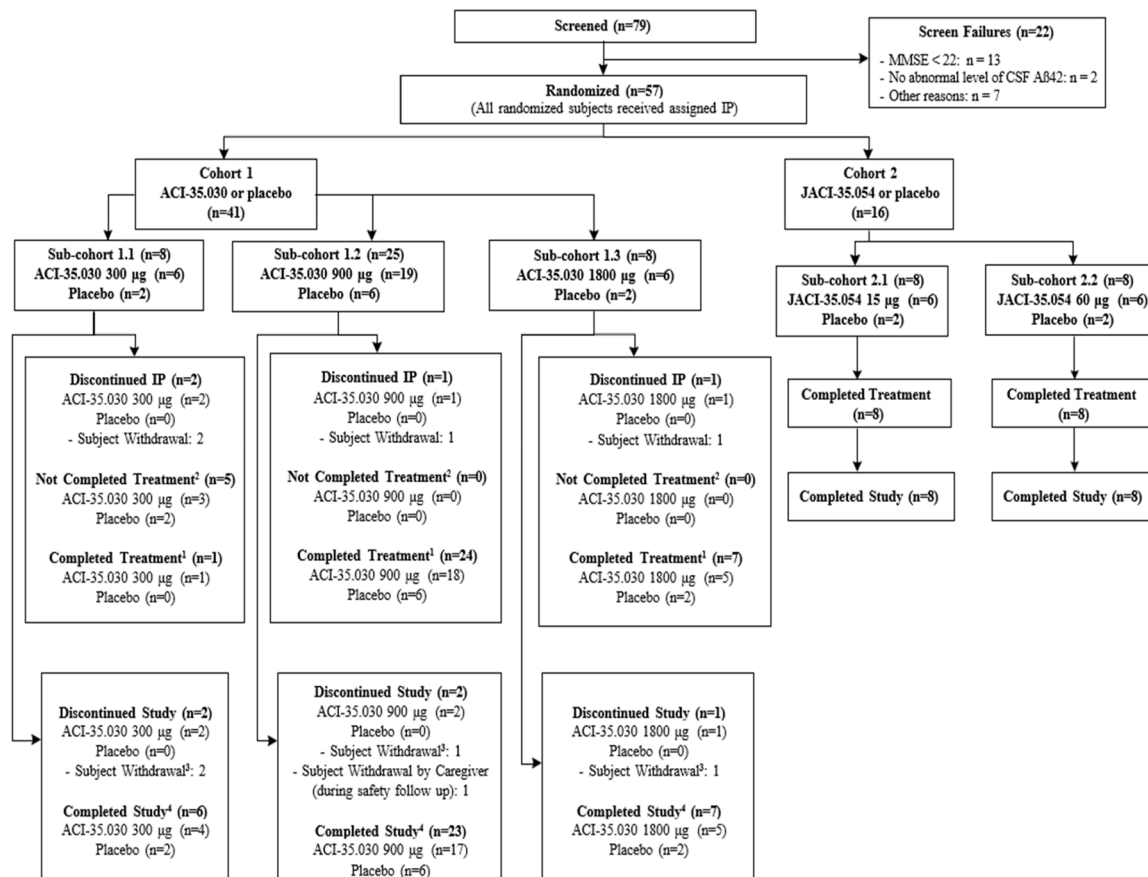 Screened (n=79)
Screen Failures (n=22)
- MMSE < 22: n = 13
- No abnormal level of CSF Aß42: n = 2
- Other reasons: n = 7
Randomized (n=57)
(All randomized subjects received assigned IP)
Cohort 1
ACI-35.030 or placebo
(n=41)
Cohort 2
JACI-35.054 or placebo
(n=16)
Sub-cohort 1.1 (n=8)
ACI-35.030 300 µg (n=6)
Placebo (n=2)
Sub-cohort 1.2 (n=25)
ACI-35.030 900 µg (n=19)
Placebo (n=6)
Sub-cohort 1.3 (n=8)
ACI-35.030 1800 µg (n=6)
Placebo (n=2)
Sub-cohort 2.1 (n=8)
JACI-35.054 15 µg (n=6)
Placebo (n=2)
Sub-cohort 2.2 (n=8)
JACI-35.054 60 µg (n=6)
Placebo (n=2)
Discontinued IP (n=2)
ACI-35.030 300 µg (n=2)
Placebo (n=0)
- Subject Withdrawal: 2
Not Completed Treatment² (n=5)
ACI-35.030 300 µg (n=3)
Placebo (n=2)
Completed Treatment¹ (n=1)
ACI-35.030 300 µg (n=1)
Placebo (n=0)
Discontinued IP (n=1)
ACI-35.030 900 µg (n=1)
Placebo (n=0)
- Subject Withdrawal: 1
Not Completed Treatment² (n=0)
ACI-35.030 900 µg (n=0)
Placebo (n=0)
Completed Treatment¹ (n=24)
ACI-35.030 900 µg (n=18)
Placebo (n=6)
Discontinued IP (n=1)
ACI-35.030 1800 µg (n=1)
Placebo (n=0)
- Subject Withdrawal: 1
Not Completed Treatment² (n=0)
ACI-35.030 1800 µg (n=0)
Placebo (n=0)
Completed Treatment¹ (n=7)
ACI-35.030 1800 µg (n=5)
Placebo (n=2)
Completed Treatment
(n=8)
Completed Treatment
(n=8)
Completed Study (n=8)
Completed Study (n=8)
Discontinued Study (n=2)
ACI-35.030 300 µg (n=2)
Placebo (n=0)
- Subject Withdrawal³: 2
Completed Study⁴ (n=6)
ACI-35.030 300 µg (n=4)
Placebo (n=2)
Discontinued Study (n=2)
ACI-35.030 900 µg (n=2)
Placebo (n=0)
- Subject Withdrawal³: 1
- Subject Withdrawal by Caregiver
(during safety follow up): 1
Completed Study⁴ (n=23)
ACI-35.030 900 µg (n=17)
Placebo (n=6)
Discontinued Study (n=1)
ACI-35.030 1800 µg (n=1)
Placebo (n=0)
- Subject Withdrawal³: 1
Completed Study⁴ (n=7)
ACI-35.030 1800 µg (n=5)
Placebo (n=2)